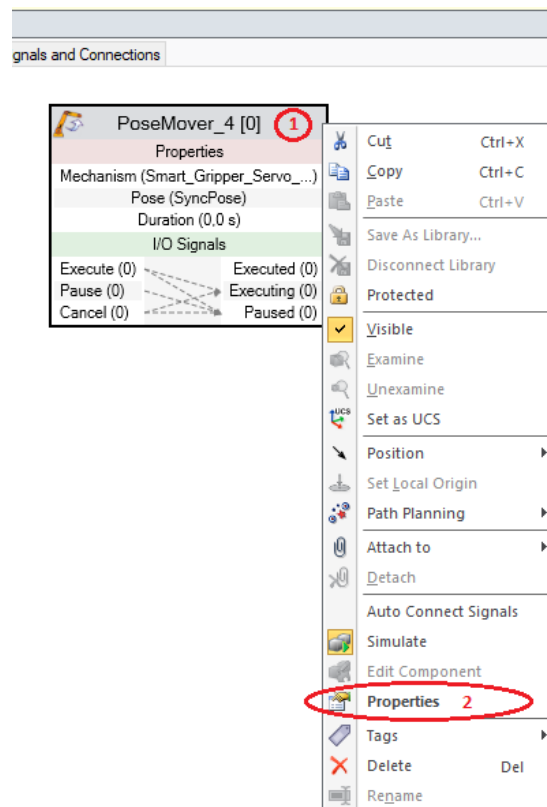 gnals and Connections
PoseMover_4 [0] 1
Properties
Mechanism (Smart_Gripper_Servo_...)
Pose (SyncPose)
Duration (0,0 s)
I/O Signals
Execute (0) Executed (0)
Pause (0) Executing (0)
Cancel (0) Paused (0)
Cut Ctrl+X
Copy Ctrl+C
Paste Ctrl+V
Save As Library...
Disconnect Library
Protected
Visible
Examine
Unexamine
UCS Set as UCS
Position
Set Local Origin
Path Planning
Attach to
Detach
Auto Connect Signals
Simulate
Edit Component
Properties 2
Tags
Delete Del
Rename